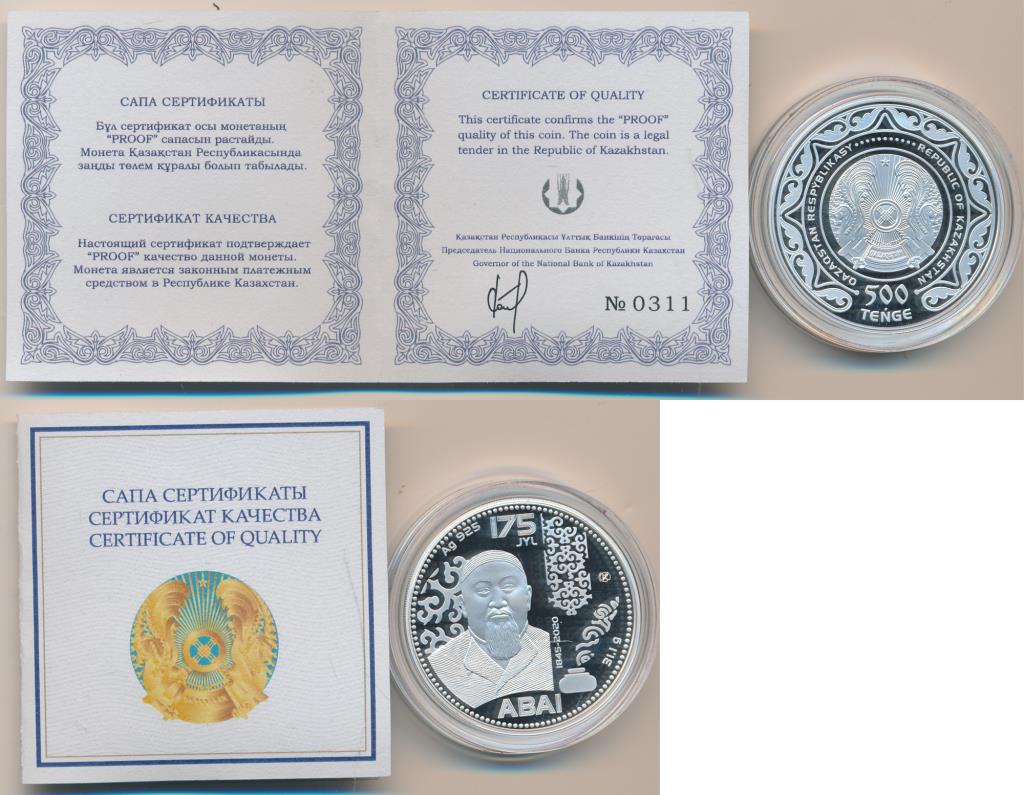 САПА СЕРТИФИКАТЫ
Бұл сертификат осы монетаның
“PROOF” сапасын растайды.
Монета Қазақстан Республикасында
заңды төлем құралы болып табылады.
СЕРТИФИКАТ КАЧЕСТВА
Настоящий сертификат подтверждает
“PROOF” качество данной монеты.
Монета является законным платежным
средством в Республике Казахстан.
CERTIFICATE OF QUALITY
This certificate confirms the “PROOF”
quality of this coin. The coin is a legal
tender in the Republic of Kazakhstan.
Қазақстан Республикасы Ұлттық Банкінің Төрағасы
Председатель Национального Банка Республики Казахстан
Governor of the National Bank of Kazakhstan
№ 0311
QAZAQSTAN RESPÝBLIKASY
REPUBLIC OF KAZAKHSTAN
500
TEŃGE
САПА СЕРТИФИКАТЫ
СЕРТИФИКАТ КАЧЕСТВА
CERTIFICATE OF QUALITY
Ag 925
175
JYL
1845-2020
31.1 g
ABAI